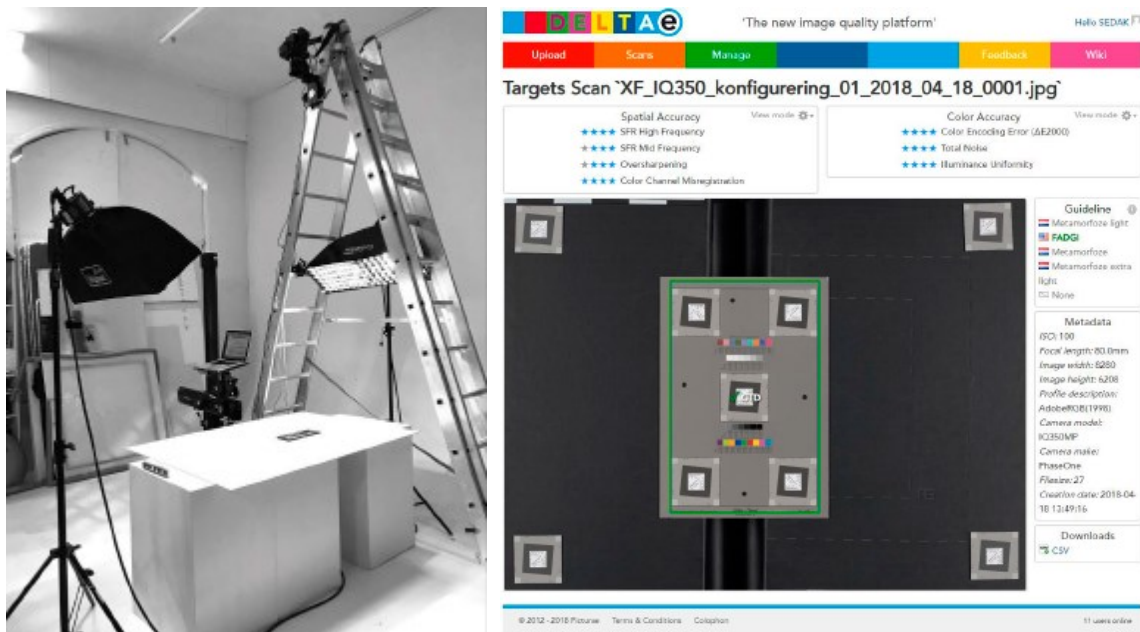 DELTAe
'The new image quality platform'
Hello SEDAK
Upload
Scans
Manage
Feedback
Wiki
Targets Scan `XF_IQ350_konfigurering_01_2018_04_18_0001.jpg`
Spatial Accuracy
View mode
SFR High Frequency
SFR Mid Frequency
Oversharpening
Color Channel Misregistration
Color Accuracy
View mode
Color Encoding Error (ΔE2000)
Total Noise
Illuminance Uniformity
Guideline
Metamorfoze light
FADGI
Metamorfoze
Metamorfoze extra
light
None
Metadata
ISO: 100
Focal length: 80.0mm
Image width: 8280
Image height: 6208
Profile description:
AdobeRGB(1998)
Camera model:
IQ350MP
Camera make:
PhaseOne
Filesize: 27
Creation date: 2018-04-
18 13:49:16
Downloads
CSV
© 2012 - 2018 Picturae
Terms & Conditions
Colophon
11 users online